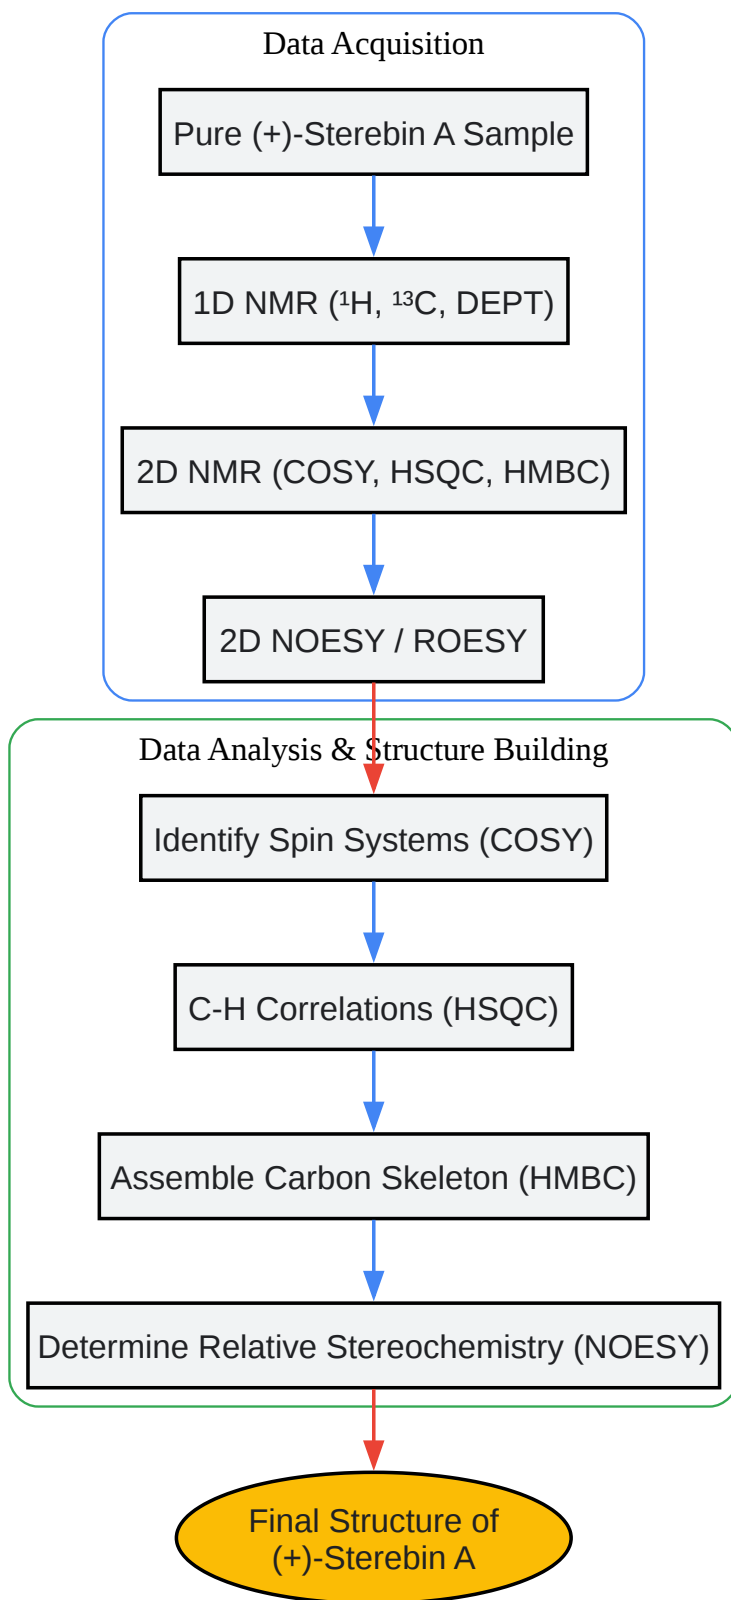 Data Acquisition
Pure (+)-Sterebin A Sample
1D NMR (¹H, ¹³C, DEPT)
2D NMR (COSY, HSQC, HMBC)
2D NOESY / ROESY
Data Analysis & Structure Building
Identify Spin Systems (COSY)
C-H Correlations (HSQC)
Assemble Carbon Skeleton (HMBC)
Determine Relative Stereochemistry (NOESY)
Final Structure of
(+)-Sterebin A